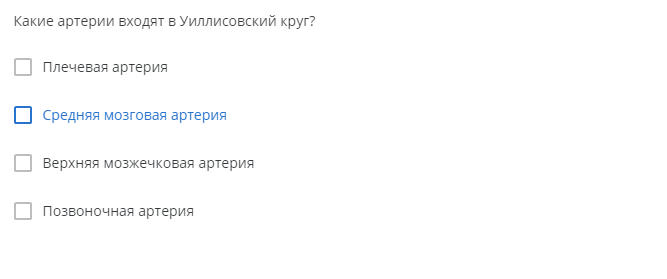 Какие артерии входят в Уиллисовский круг?
Плечевая артерия
Средняя мозговая артерия
Верхняя мозжечковая артерия
Позвоночная артерия